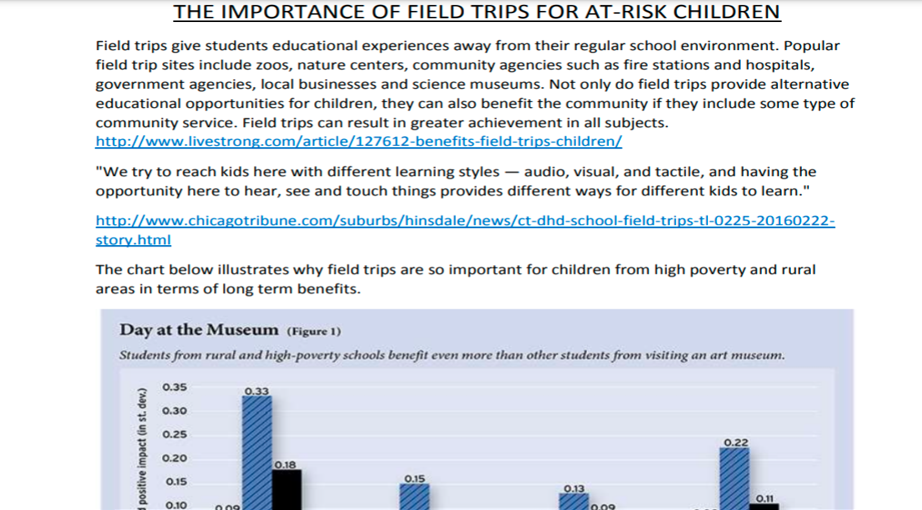 THE IMPORTANCE OF FIELD TRIPS FOR AT-RISK CHILDREN
Field trips give students educational experiences away from their regular school environment. Popular
field trip sites include zoos, nature centers, community agencies such as fire stations and hospitals,
government agencies, local businesses and science museums. Not only do field trips provide alternative
educational opportunities for children, they can also benefit the community if they include some type of
community service. Field trips can result in greater achievement in all subjects.
http://www.livestrong.com/article/127612-benefits-field-trips-children/
"We try to reach kids here with different learning styles — audio, visual, and tactile, and having the
opportunity here to hear, see and touch things provides different ways for different kids to learn."
http://www.chicagotribune.com/suburbs/hinsdale/news/ct-dhd-school-field-trips-tl-0225-20160222-
story.html
The chart below illustrates why field trips are so important for children from high poverty and rural
areas in terms of long term benefits.
Day at the Museum (Figure 1)
Students from rural and high-poverty schools benefit even more than other students from visiting an art museum.
positive impact (in st. dev.)
0.35
0.30
0.25
0.20
0.15
0.10
0.09
0.33
0.18
0.15
0.13
0.09
0.22
0.11